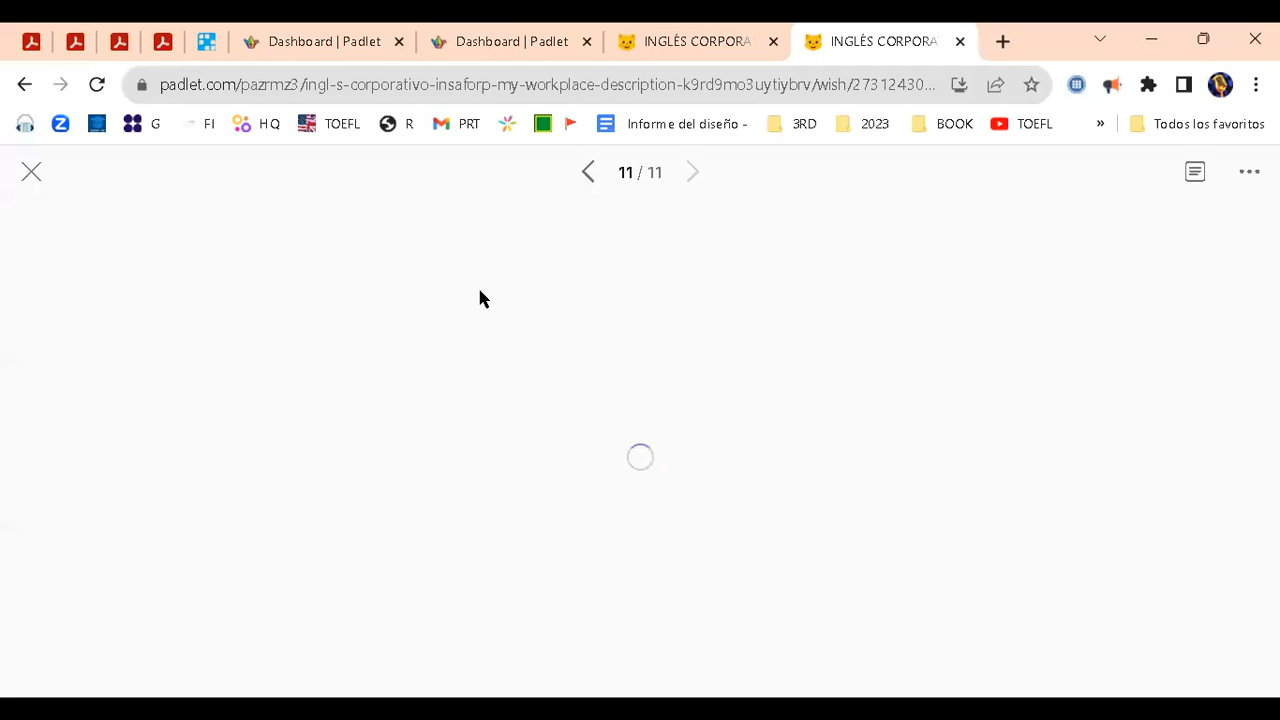 Dashboard | Padlet
Dashboard | Padlet
INGLÉS CORPORA
INGLÉS CORPORA
padlet.com/pazrmz3/ingl-s-corporativo-insaforp-my-workplace-description-k9rd9mo3uytiybrv/wish/27312430...
G FI HQ TOEFL R PRT Informe del diseño - 3RD 2023 BOOK TOEFL » Todos los favoritos
11 / 11